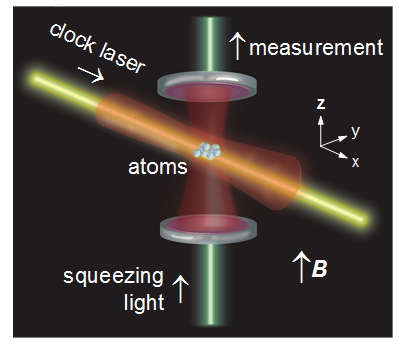 clock laser
↑ measurement
z
y
x
atoms
↑B
squeezing
light ↑